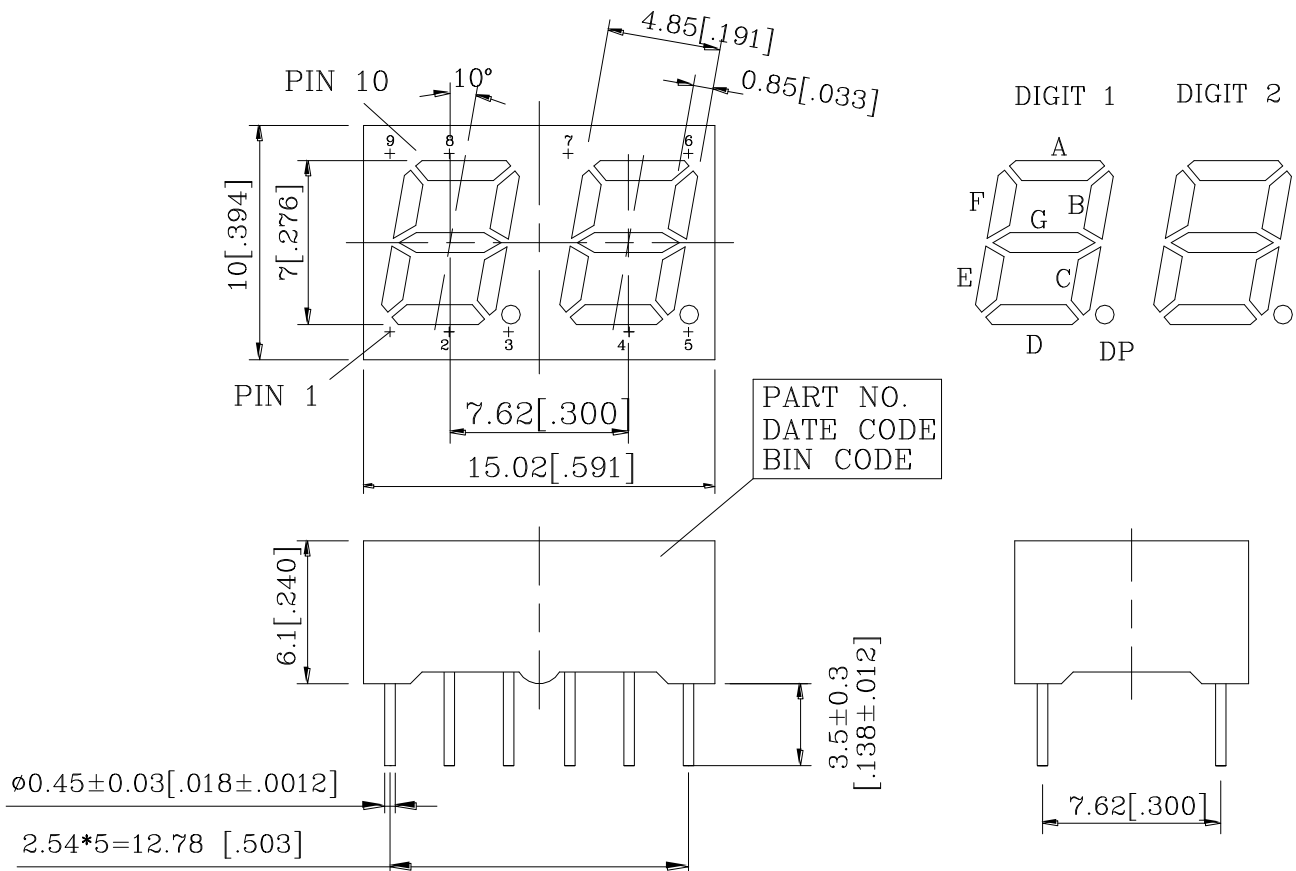 4.85[.191]
PIN 10
10°
0.85[.033]
DIGIT 1
DIGIT 2
9
8
7
6
A
F
B
G
E
C
D
DP
10[.394]
7[.276]
2
3
4
5
PIN 1
7.62[.300]
15.02[.591]
PART NO.
DATE CODE
BIN CODE
6.1[.240]
3.5±0.3
[.138±.012]
ø0.45±0.03[.018±.0012]
7.62[.300]
2.54*5=12.78 [.503]